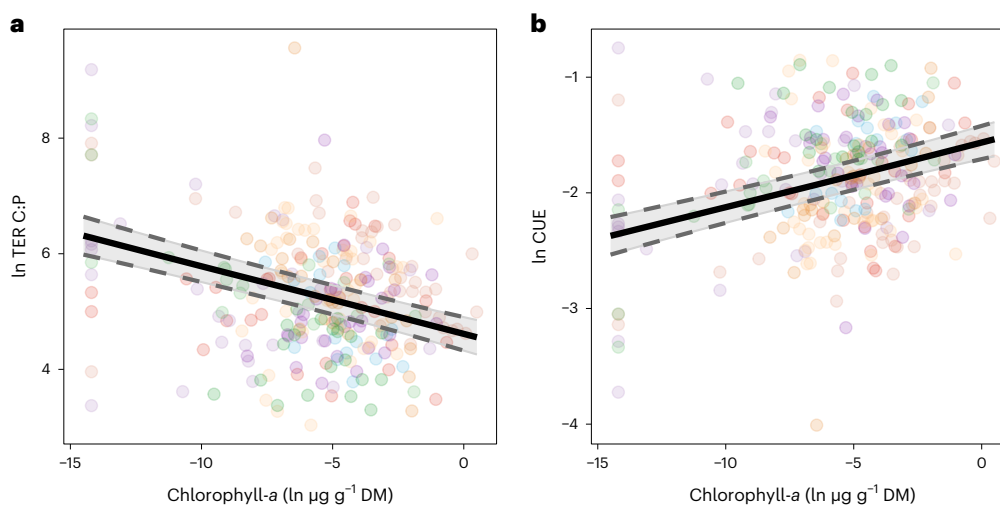 a
b
8
6
4
ln TER C:P
−15
−10
−5
0
Chlorophyll-a (ln µg g⁻¹ DM)
−1
−2
−3
−4
ln CUE
−15
−10
−5
0
Chlorophyll-a (ln µg g⁻¹ DM)